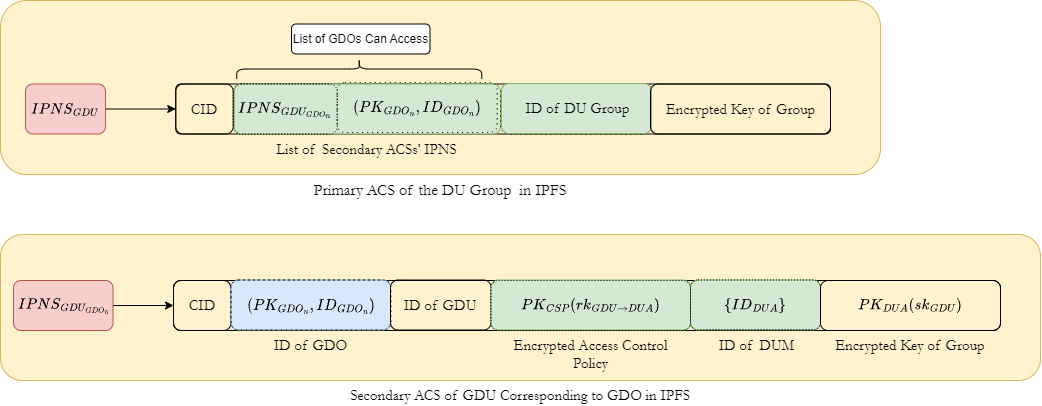 List of GDOs Can Access
IPNS_{GDU}
CID
IPNS_{GDU_{GDO_n}}
(PK_{GDO_n}, ID_{GDO_n})
ID of DU Group
Encrypted Key of Group
List of Secondary ACSs' IPNS
Primary ACS of the DU Group in IPFS
IPNS_{GDU_{GDO_n}}
CID
(PK_{GDO_n}, ID_{GDO_n})
ID of GDU
PK_{CSP}(rk_{GDU→DUA})
{ID_{DUA}}
PK_{DUA}(sk_{GDU})
ID of GDO
Encrypted Access Control
Policy
ID of DUM
Encrypted Key of Group
Secondary ACS of GDU Corresponding to GDO in IPFS